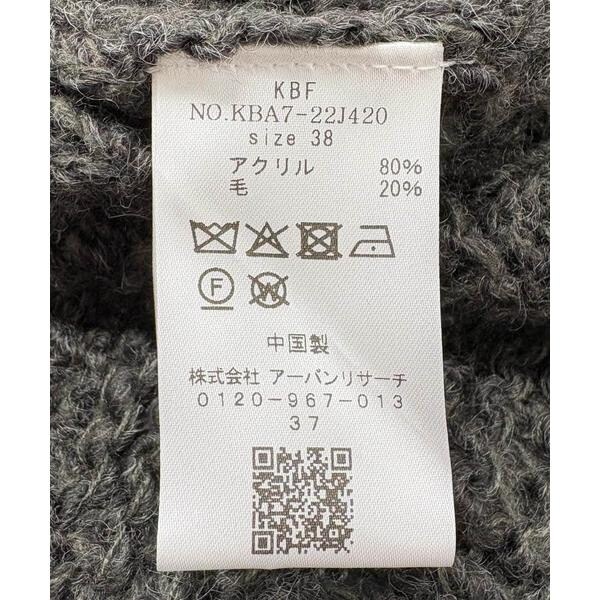 KBF
NO.KBA7-22J420
size 38
アクリル 80%
毛 20%
F W
中国製
株式会社 アーバンリサーチ
0120-967-013
37